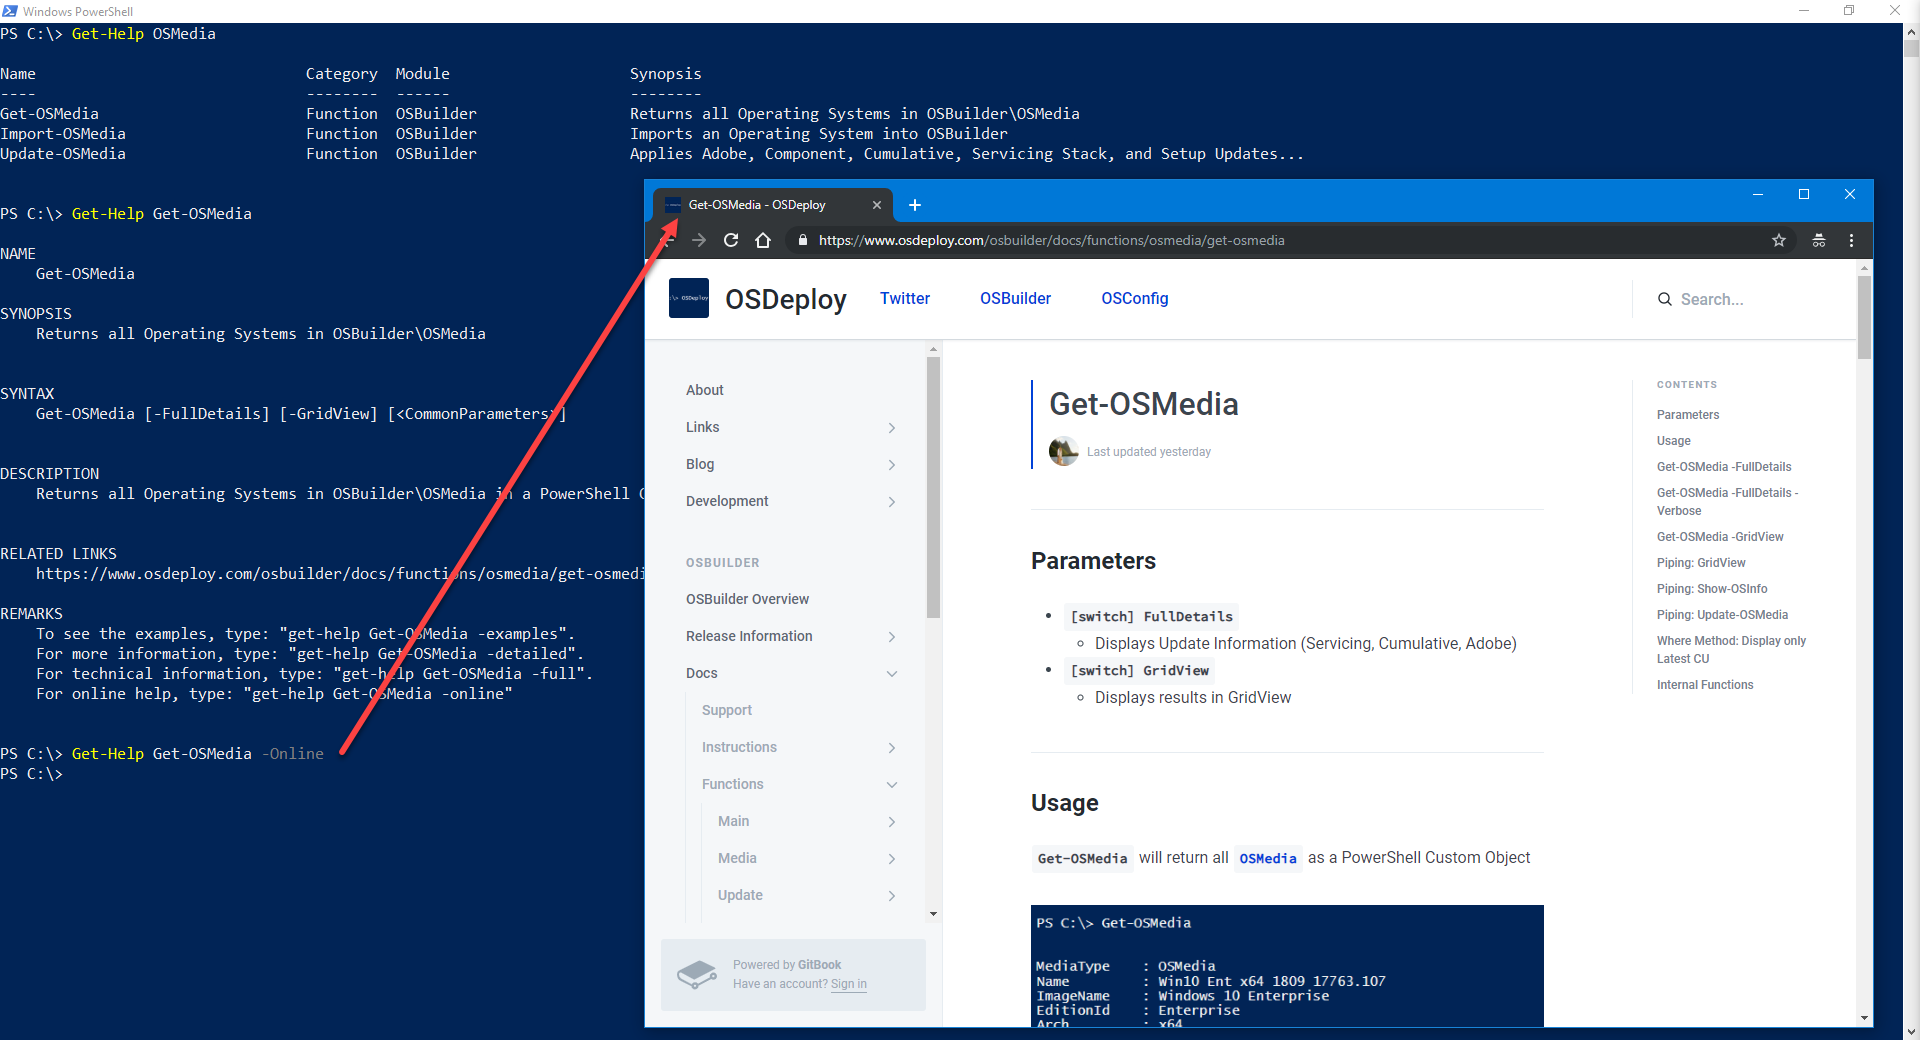 Windows PowerShell
PS C:\> Get-Help OSMedia
Name Category Module Synopsis
---- -------- ------ --------
Get-OSMedia Function OSBuilder Returns all Operating Systems in OSBuilder\OSMedia
Import-OSMedia Function OSBuilder Imports an Operating System into OSBuilder
Update-OSMedia Function OSBuilder Applies Adobe, Component, Cumulative, Servicing Stack, and Setup Updates...
PS C:\> Get-Help Get-OSMedia
NAME
Get-OSMedia
SYNOPSIS
Returns all Operating Systems in OSBuilder\OSMedia
SYNTAX
Get-OSMedia [-FullDetails] [-GridView] [<CommonParameters>]
DESCRIPTION
Returns all Operating Systems in OSBuilder\OSMedia in a PowerShell
RELATED LINKS
https://www.osdeploy.com/osbuilder/docs/functions/osmedia/get-osmedi
REMARKS
To see the examples, type: "get-help Get-OSMedia -examples".
For more information, type: "get-help Get-OSMedia -detailed".
For technical information, type: "get-help Get-OSMedia -full".
For online help, type: "get-help Get-OSMedia -online"
PS C:\> Get-Help Get-OSMedia -Online
PS C:\>
Get-OSMedia - OSDeploy
https://www.osdeploy.com/osbuilder/docs/functions/osmedia/get-osmedia
OSDeploy
OSDeploy
Twitter
OSBuilder
OSConfig
Search...
About
Links
Blog
Development
OSBUILDER
OSBuilder Overview
Release Information
Docs
Support
Instructions
Functions
Main
Media
Update
Powered by GitBook
Have an account? Sign in
Get-OSMedia
Last updated yesterday
Parameters
• [switch] FullDetails
◦ Displays Update Information (Servicing, Cumulative, Adobe)
• [switch] GridView
◦ Displays results in GridView
Usage
Get-OSMedia will return all OSMedia as a PowerShell Custom Object
PS C:\> Get-OSMedia
MediaType : OSMedia
Name : Win10 Ent x64 1809 17763.107
ImageName : Windows 10 Enterprise
EditionId : Enterprise
Arch : x64
CONTENTS
Parameters
Usage
Get-OSMedia -FullDetails
Get-OSMedia -FullDetails -
Verbose
Get-OSMedia -GridView
Piping: GridView
Piping: Show-OSInfo
Piping: Update-OSMedia
Where Method: Display only
Latest CU
Internal Functions